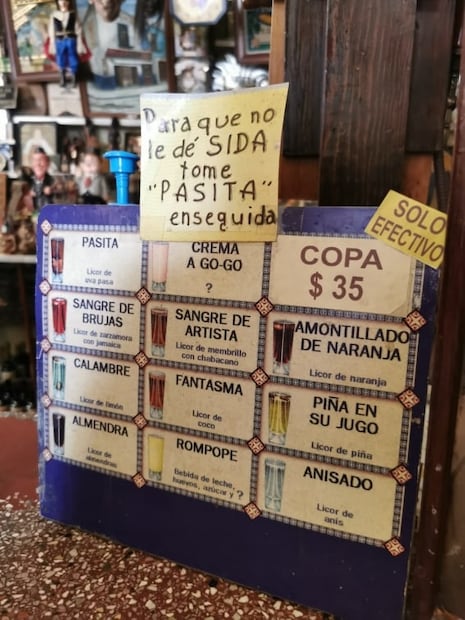 Para que no
le dé SIDA
tome
"PASITA"
enseguida
SOLO
EFECTIVO
PASITA
Licor de
uva pasa
CREMA
A GO-GO
?
COPA
$ 35
SANGRE DE
BRUJAS
Licor de zarzamora
con jamaica
SANGRE DE
ARTISTA
Licor de membrillo
con chabacano
AMONTILLADO
DE NARANJA
Licor de naranja
CALAMBRE
Licor de limón
FANTASMA
Licor de
coco
PIÑA EN
SU JUGO
Licor de piña
ALMENDRA
Licor de
almendras
ROMPOPE
Bebida de leche,
huevos, azúcar y ?
ANISADO
Licor de
anís